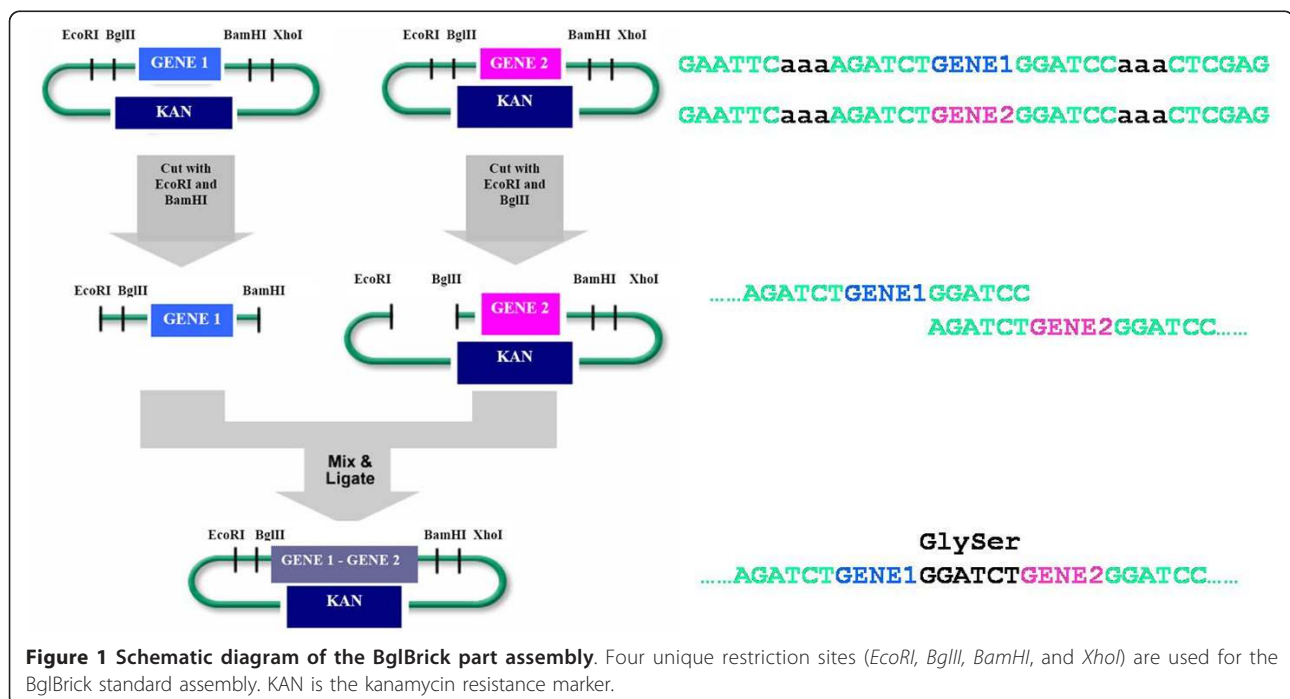 EcoRI BglII BamHI XhoI
GENE 1
KAN
EcoRI BglII BamHI XhoI
GENE 2
KAN
GAATTCaaaAGATCTGENE1GGATCCaaaCTCGAG
GAATTCaaaAGATCTGENE2GGATCCaaaCTCGAG
Cut with
EcoRI and
BamHI
Cut with
EcoRI and
BglII
EcoRI BglII BamHI
GENE 1
EcoRI BglII BamHI XhoI
GENE 2
KAN
......AGATCTGENE1GGATCC
AGATCTGENE2GGATCC......
Mix &
Ligate
EcoRI BglII BamHI XhoI
GENE 1 - GENE 2
KAN
GlySer
......AGATCTGENE1GGATCTGENE2GGATCC......
Figure 1 Schematic diagram of the BglBrick part assembly. Four unique restriction sites (EcoRI, BglII, BamHI, and XhoI) are used for the
BglBrick standard assembly. KAN is the kanamycin resistance marker.